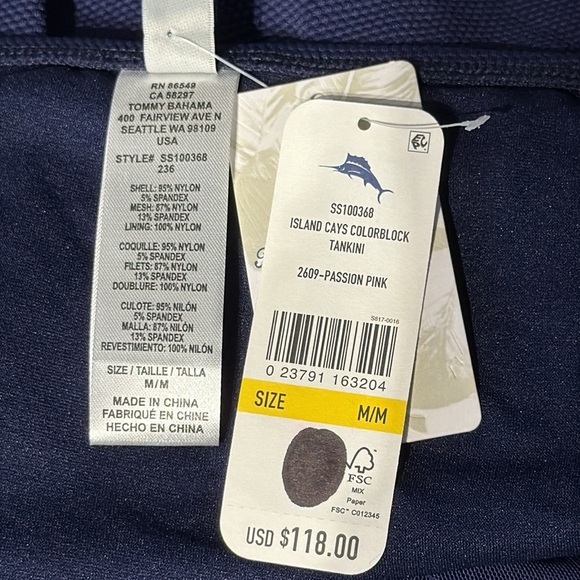 RN 86549
CA 58297
TOMMY BAHAMA
400 FAIRVIEW AVE N
SEATTLE WA 98109
USA
STYLE# SS100368
236
SHELL: 95% NYLON
5% SPANDEX
MESH: 87% NYLON
13% SPANDEX
LINING: 100% NYLON
COQUILLE: 95% NYLON
5% SPANDEX
FILETS: 87% NYLON
13% SPANDEX
DOUBLURE: 100% NYLON
CULOTE: 95% NILÓN
5% SPANDEX
MALLA: 87% NILÓN
13% SPANDEX
REVESTIMIENTO: 100% NILÓN
SIZE / TAILLE / TALLA
M/M
MADE IN CHINA
FABRIQUÉ EN CHINE
HECHO EN CHINA
SS100368
ISLAND CAYS COLORBLOCK
TANKINI
2609-PASSION PINK
S817-0016
0 23791 163204
SIZE M/M
FSC
MIX
Paper
FSC® C012345
USD $118.00